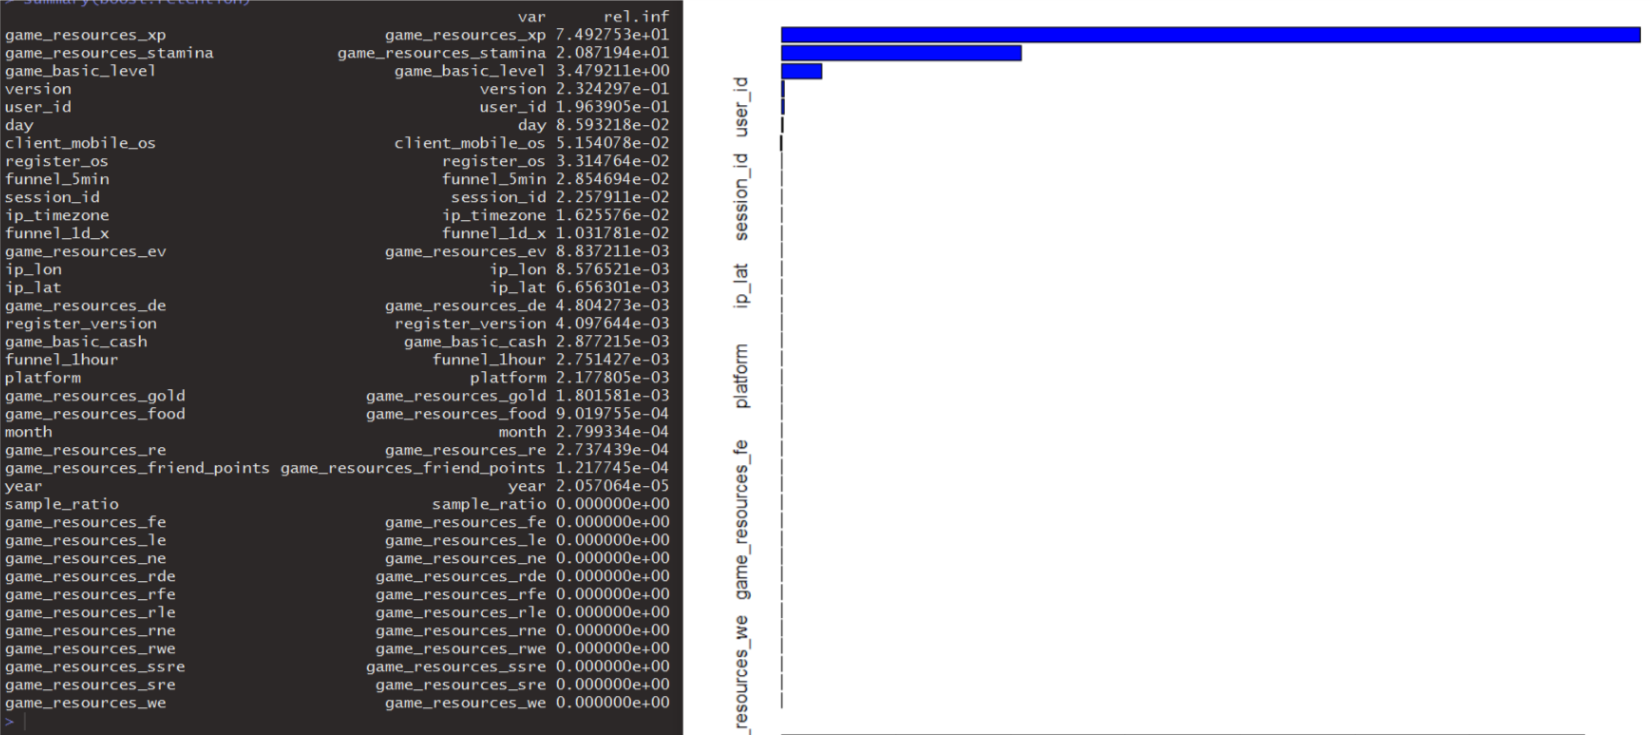 > summary(boost.retention)
var rel.inf
game_resources_xp game_resources_xp 7.492753e+01
game_resources_stamina game_resources_stamina 2.087194e+01
game_basic_level game_basic_level 3.479211e+00
version version 2.324297e-01
user_id user_id 1.963905e-01
day day 8.593218e-02
client_mobile_os client_mobile_os 5.154078e-02
register_os register_os 3.314764e-02
funnel_5min funnel_5min 2.854694e-02
session_id session_id 2.257911e-02
ip_timezone ip_timezone 1.625576e-02
funnel_1d_x funnel_1d_x 1.031781e-02
game_resources_ev game_resources_ev 8.837211e-03
ip_lon ip_lon 8.576521e-03
ip_lat ip_lat 6.656301e-03
game_resources_de game_resources_de 4.804273e-03
register_version register_version 4.097644e-03
game_basic_cash game_basic_cash 2.877215e-03
funnel_1hour funnel_1hour 2.751427e-03
platform platform 2.177805e-03
game_resources_gold game_resources_gold 1.801581e-03
game_resources_food game_resources_food 9.019755e-04
month month 2.799334e-04
game_resources_re game_resources_re 2.737439e-04
game_resources_friend_points game_resources_friend_points 1.217745e-04
year year 2.057064e-05
sample_ratio sample_ratio 0.000000e+00
game_resources_fe game_resources_fe 0.000000e+00
game_resources_le game_resources_le 0.000000e+00
game_resources_ne game_resources_ne 0.000000e+00
game_resources_rde game_resources_rde 0.000000e+00
game_resources_rfe game_resources_rfe 0.000000e+00
game_resources_rle game_resources_rle 0.000000e+00
game_resources_rne game_resources_rne 0.000000e+00
game_resources_rwe game_resources_rwe 0.000000e+00
game_resources_ssre game_resources_ssre 0.000000e+00
game_resources_sre game_resources_sre 0.000000e+00
game_resources_we game_resources_we 0.000000e+00
>
user_id
session_id
ip_lat
platform
game_resources_fe
_resources_we